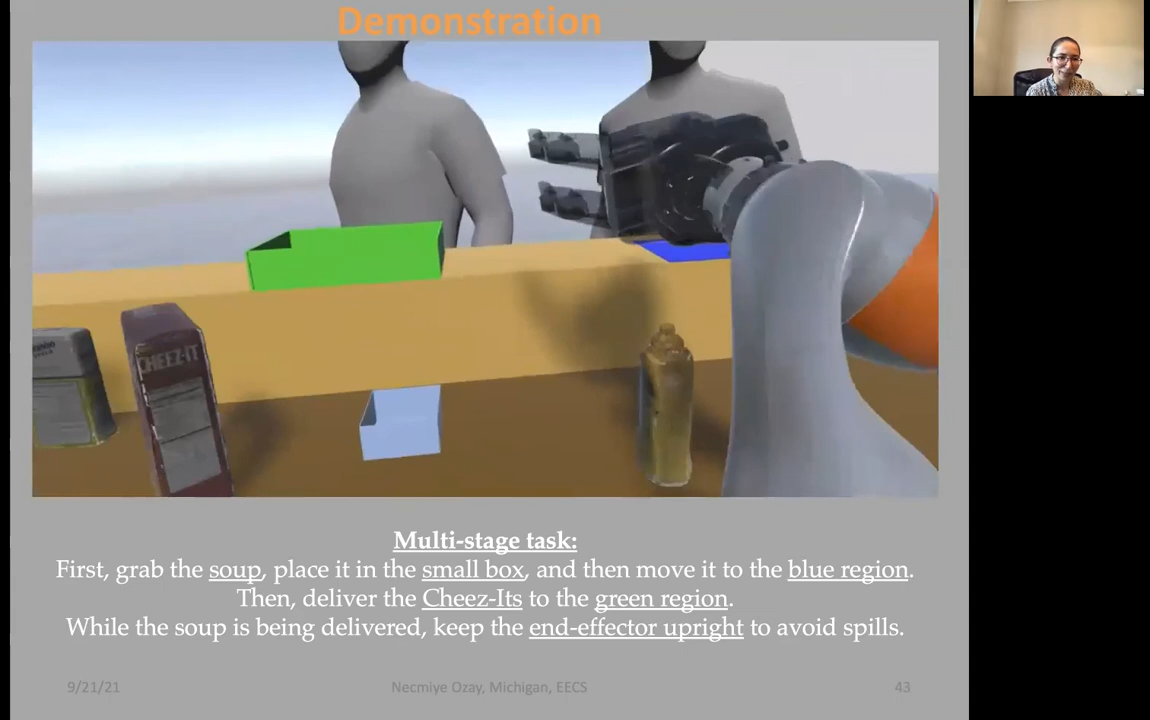 Demonstration
CHEEZ-IT
Multi-stage task:
First, grab the soup, place it in the small box, and then move it to the blue region.
Then, deliver the Cheez-Its to the green region.
While the soup is being delivered, keep the end-effector upright to avoid spills.
9/21/21
Necmiye Ozay, Michigan, EECS
43